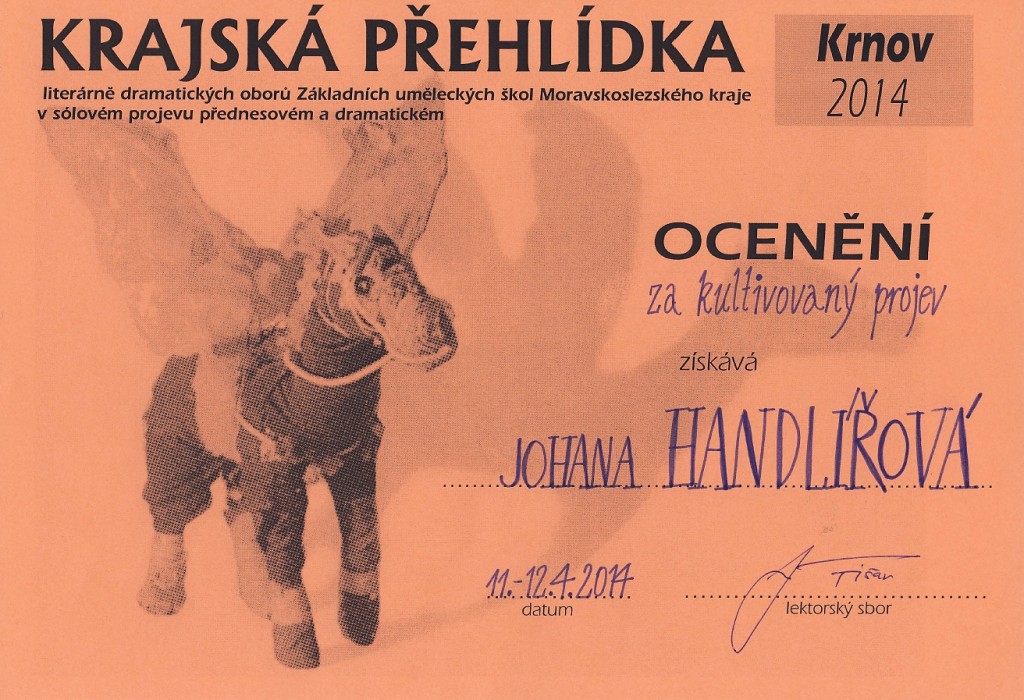 KRAJSKÁ PŘEHLÍDKA
literárně dramatických oborů Základních uměleckých škol Moravskoslezského kraje
v sólovém projevu přednesovém a dramatickém
Krnov
2014
OCENĚNÍ
za kultivovaný projev
získává
JOHANA HANDLÍŘOVÁ
11.-12.4.2014
datum
lektorský sbor